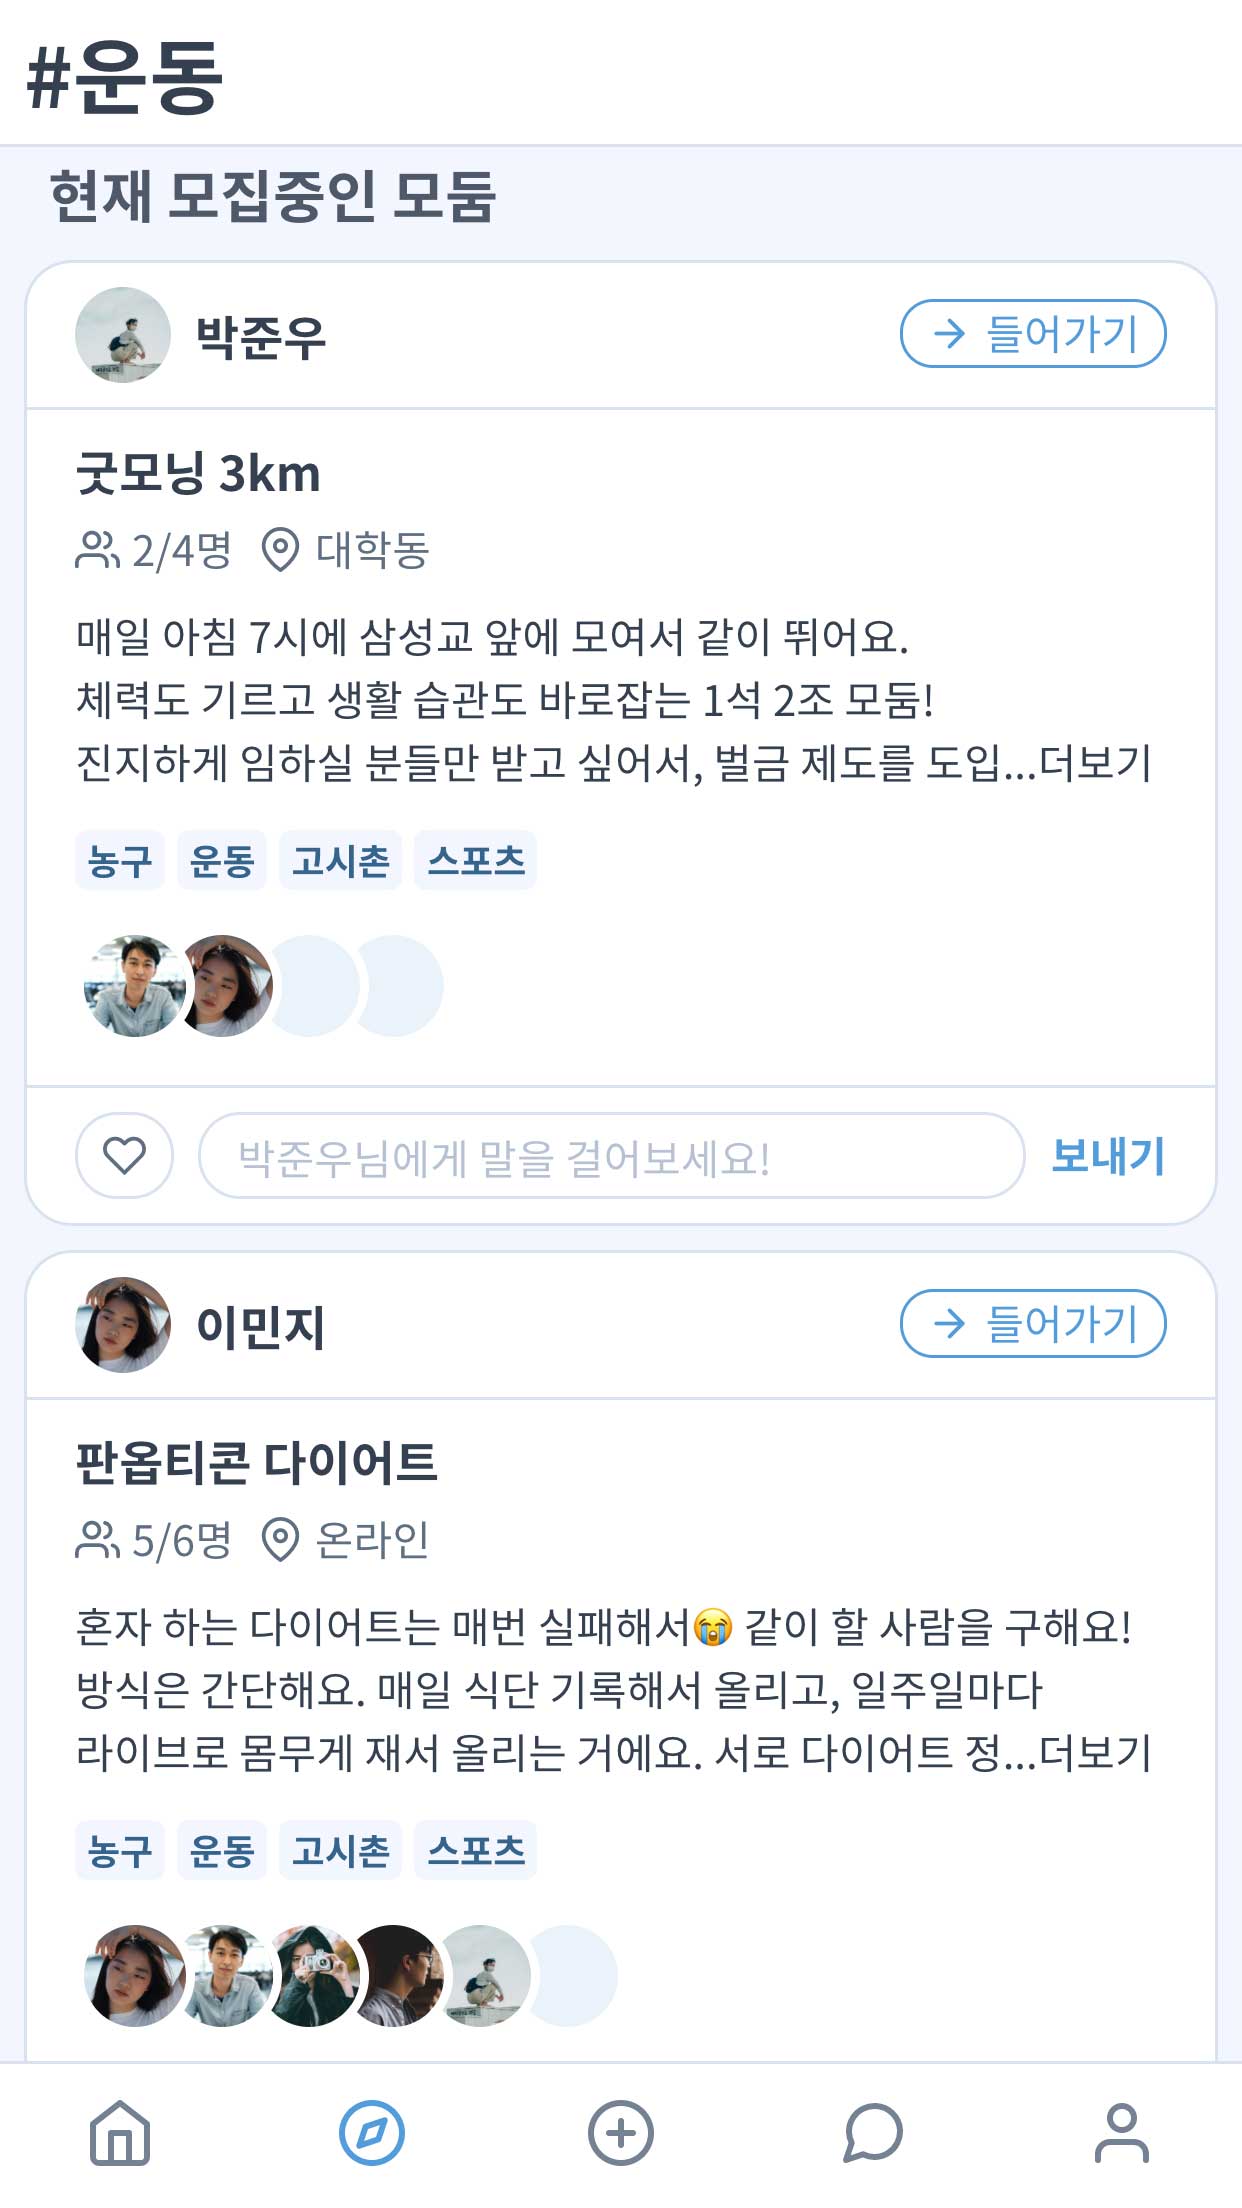 #운동
현재 모집중인 모둠
박준우
들어가기
굿모닝 3km
2/4명 대학동
매일 아침 7시에 삼성교 앞에 모여서 같이 뛰어요.
체력도 기르고 생활 습관도 바로잡는 1석 2조 모둠!
진지하게 임하실 분들만 받고 싶어서, 벌금 제도를 도입...더보기
농구 운동 고시촌 스포츠
박준우님에게 말을 걸어보세요!
보내기
이민지
들어가기
판옵티콘 다이어트
5/6명 온라인
혼자 하는 다이어트는 매번 실패해서😭 같이 할 사람을 구해요!
방식은 간단해요. 매일 식단 기록해서 올리고, 일주일마다
라이브로 몸무게 재서 올리는 거에요. 서로 다이어트 정...더보기
농구 운동 고시촌 스포츠